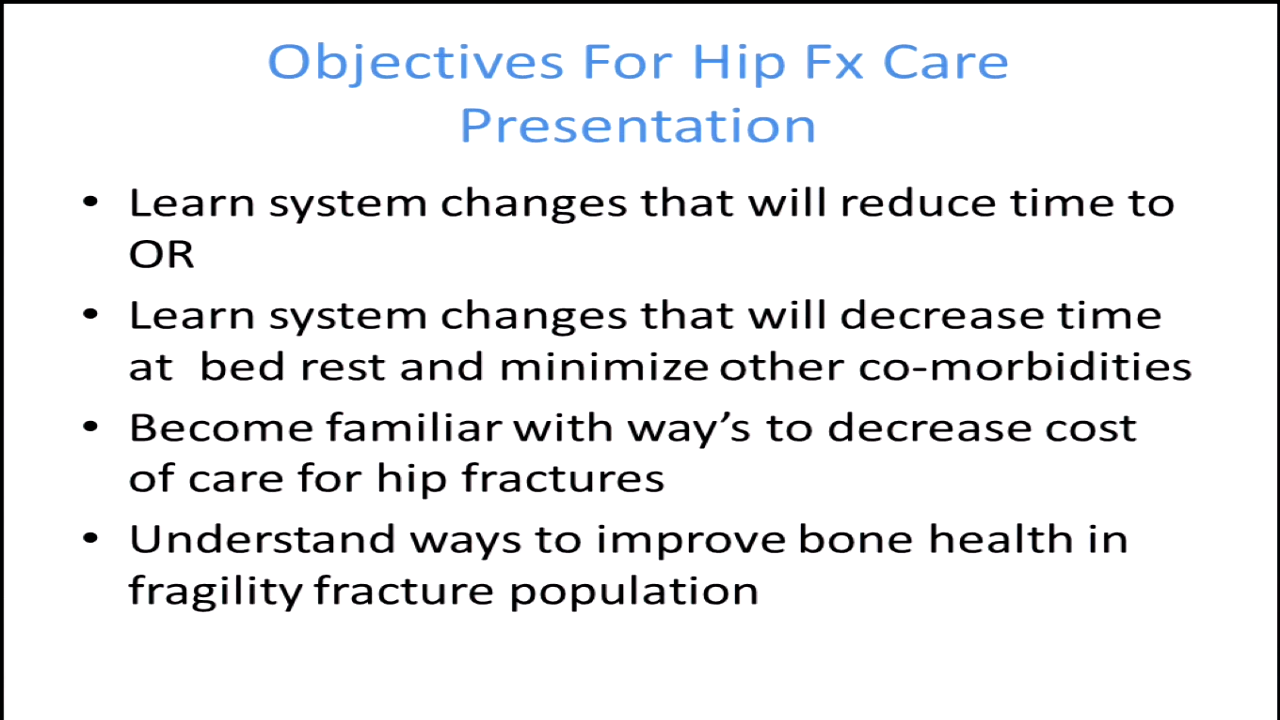 Objectives For Hip Fx Care
Presentation
• Learn system changes that will reduce time to
OR
• Learn system changes that will decrease time
at  bed rest and minimize other co-morbidities
• Become familiar with way’s to decrease cost
of care for hip fractures
• Understand ways to improve bone health in
fragility fracture population